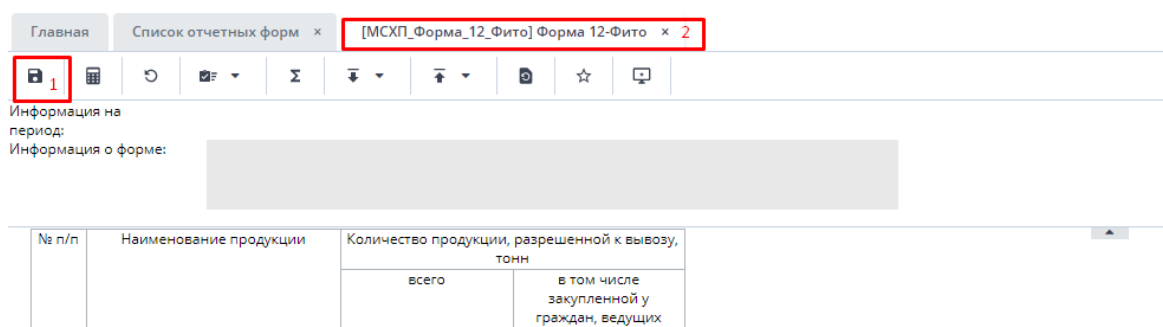 Главная
Список отчетных форм ×
[МСХП_Форма_12_Фито] Форма 12-Фито × 2
1
Σ
Информация на
период:
Информация о форме:
№ п/п
Наименование продукции
Количество продукции, разрешенной к вывозу,
тонн
всего
в том числе
закупленной у
граждан, ведущих